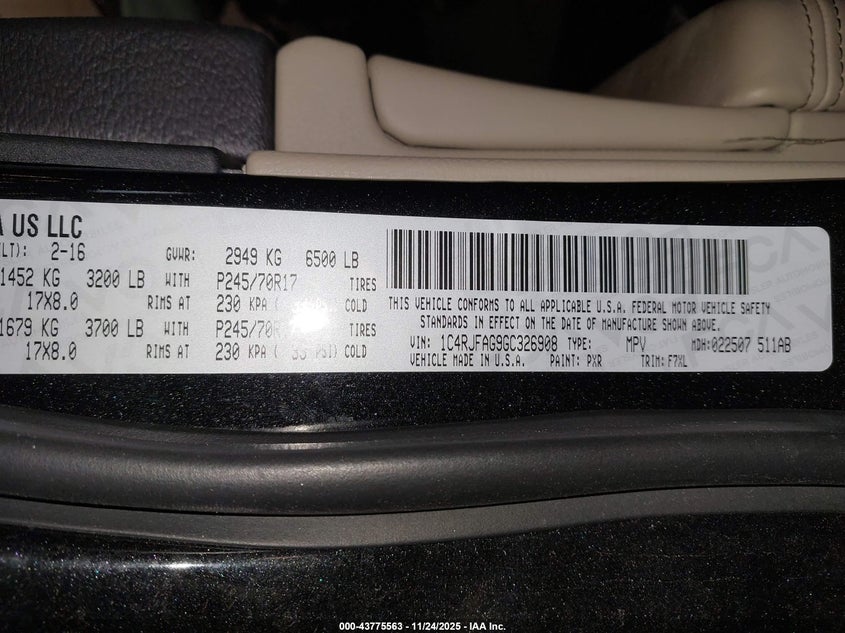 A US LLC
LT): 2-16 GVWR: 2949 KG 6500 LB
1452 KG 3200 LB WITH P245/70R17 TIRES
17X8.0 RIMS AT 230 KPA COLD
1679 KG 3700 LB WITH P245/70R TIRES
17X8.0 RIMS AT 230 KPA ( 33 PSI) COLD
THIS VEHICLE CONFORMS TO ALL APPLICABLE U.S.A. FEDERAL MOTOR VEHICLE SAFETY
STANDARDS IN EFFECT ON THE DATE OF MANUFACTURE SHOWN ABOVE.
VIN: 1C4RJFAG9GC326908 TYPE: MPV MDH:022507 511AB
VEHICLE MADE IN U.S.A. PAINT: PXR TRIM: F7XL
000-43775563 - 11/24/2025 - IAA Inc.